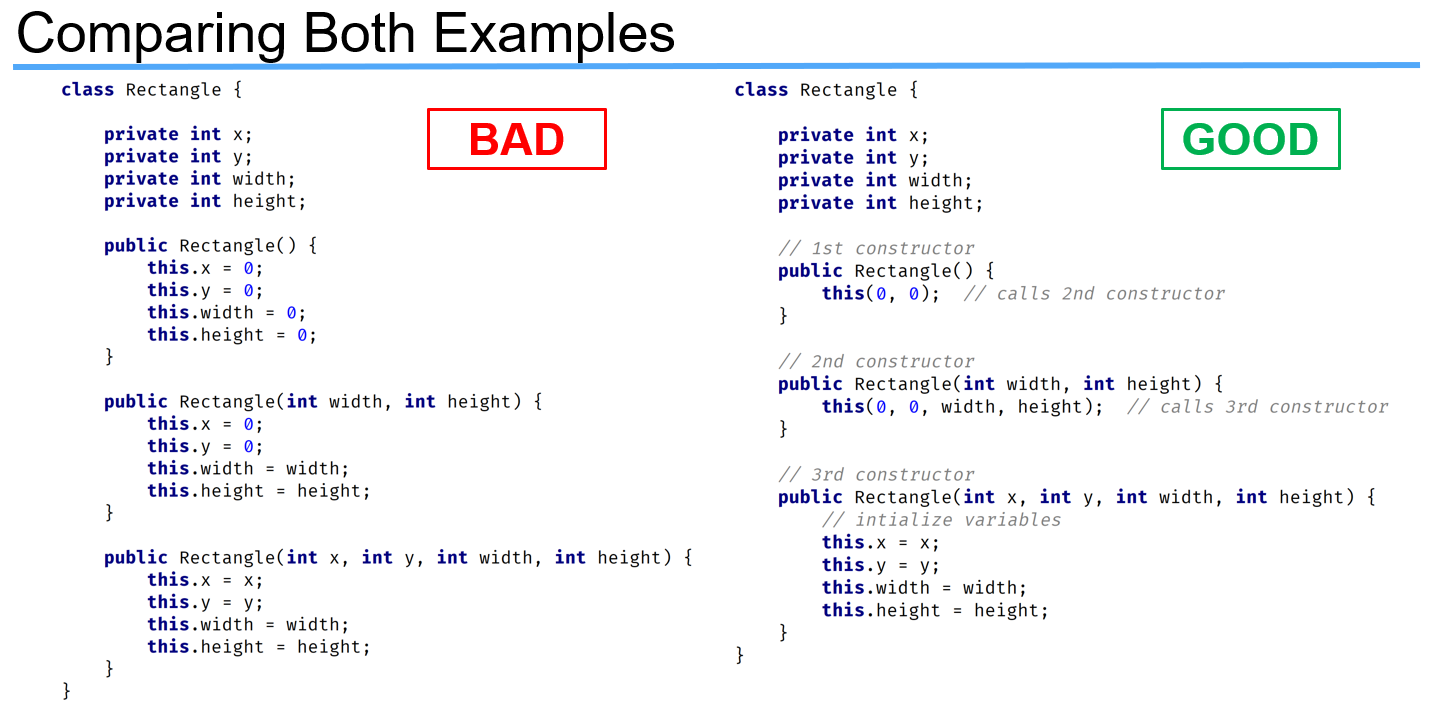 Comparing Both Examples
class Rectangle {
BAD
private int x;
private int y;
private int width;
private int height;
public Rectangle() {
this.x = 0;
this.y = 0;
this.width = 0;
this.height = 0;
}
public Rectangle(int width, int height) {
this.x = 0;
this.y = 0;
this.width = width;
this.height = height;
}
public Rectangle(int x, int y, int width, int height) {
this.x = x;
this.y = y;
this.width = width;
this.height = height;
}
}
class Rectangle {
GOOD
private int x;
private int y;
private int width;
private int height;
// 1st constructor
public Rectangle() {
this(0, 0);  // calls 2nd constructor
}
// 2nd constructor
public Rectangle(int width, int height) {
this(0, 0, width, height);  // calls 3rd constructor
}
// 3rd constructor
public Rectangle(int x, int y, int width, int height) {
// intialize variables
this.x = x;
this.y = y;
this.width = width;
this.height = height;
}
}